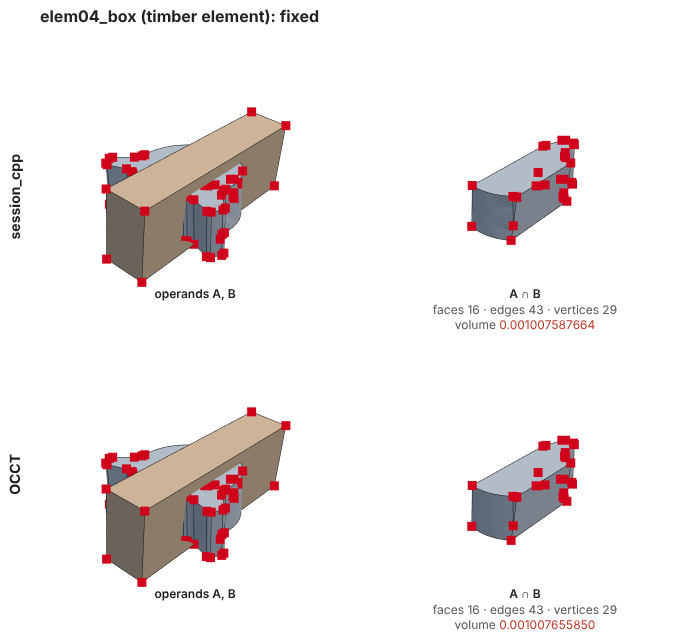 elem04_box (timber element): fixed
session_cpp
operands A, B
A ∩ B
faces 16 · edges 43 · vertices 29
volume 0.001007587664
OCCT
operands A, B
A ∩ B
faces 16 · edges 43 · vertices 29
volume 0.001007655850